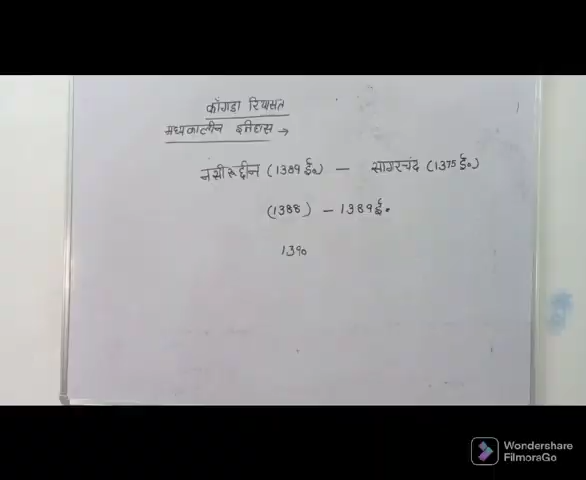 काँगडा रियासत
मध्यकालीन इतिहास →
नसीरूद्दीन (1389 ई०) — सागरचंद (1375 ई०)
(1388) — 1389 ई०
1390
Wondershare
FilmoraGo